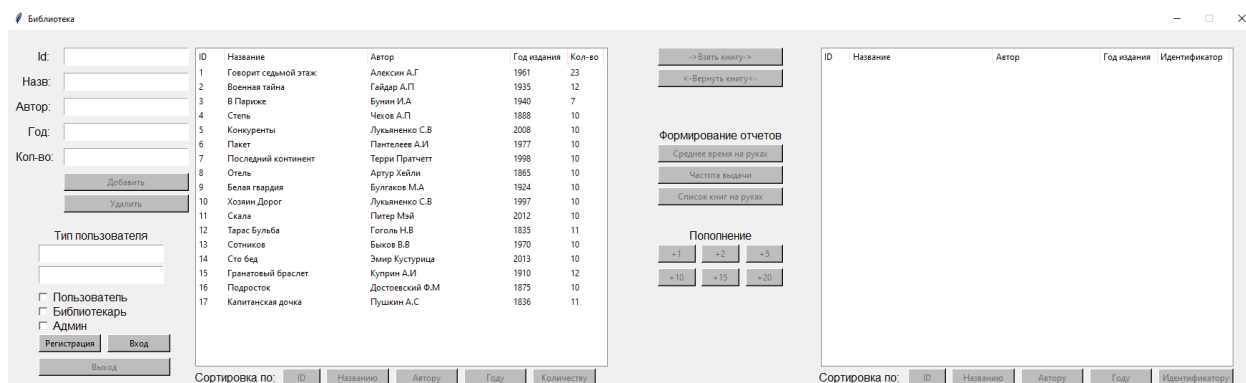 Библиотека
Id:
Назв:
Автор:
Год:
Кол-во:
Добавить
Удалить
Тип пользователя
Пользователь
Библиотекарь
Админ
Регистрация Вход
Выход
ID Название Автор Год издания Кол-во
1 Говорит седьмой этаж Алексин А.Г 1961 23
2 Военная тайна Гайдар А.П 1935 12
3 В Париже Бунин И.А 1940 7
4 Степь Чехов А.П 1888 10
5 Конкуренты Лукьяненко С.В 2008 10
6 Пакет Пантелеев А.И 1977 10
7 Последний континент Терри Пратчетт 1998 10
8 Отель Артур Хейли 1865 10
9 Белая гвардия Булгаков М.А 1924 10
10 Хозяин Дорог Лукьяненко С.В 1997 10
11 Скала Питер Мэй 2012 10
12 Тарас Бульба Гоголь Н.В 1835 11
13 Сотников Быков В.В 1970 10
14 Сто бед Эмир Кустурица 2013 10
15 Гранатовый браслет Куприн А.И 1910 12
16 Подросток Достоевский Ф.М 1875 10
17 Капитанская дочка Пушкин А.С 1836 11
Сортировка по: ID Названию Автору Году Количеству
->Взять книгу->
<-Вернуть книгу<-
Формирование отчетов
Среднее время на руках
Частота выдачи
Список книг на руках
Пополнение
+1 +2 +5
+10 +15 +20
ID Название Автор Год издания Идентификатор
Сортировка по: ID Названию Автору Году Идентификатору